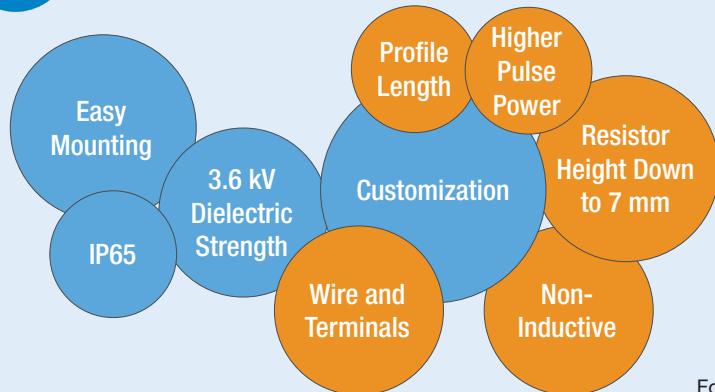 Easy
Mounting
IP65
3.6 kV
Dielectric
Strength
Customization
Profile
Length
Higher
Pulse
Power
Resistor
Height Down
to 7 mm
Wire and
Terminals
Non-
Inductive